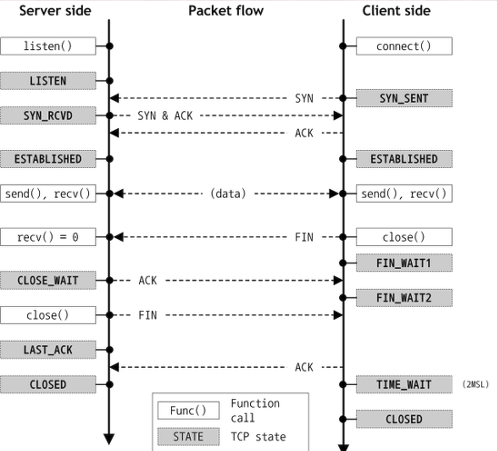 Server side Packet flow Client side
listen() connect()
LISTEN
SYN SYN_SENT
SYN_RCVD SYN & ACK
ACK
ESTABLISHED ESTABLISHED
send(), recv() (data) send(), recv()
recv() = 0 FIN close()
FIN_WAIT1
CLOSE_WAIT ACK
FIN_WAIT2
close() FIN
LAST_ACK
ACK
CLOSED TIME_WAIT (2MSL)
Func() Function
call
CLOSED
STATE TCP state